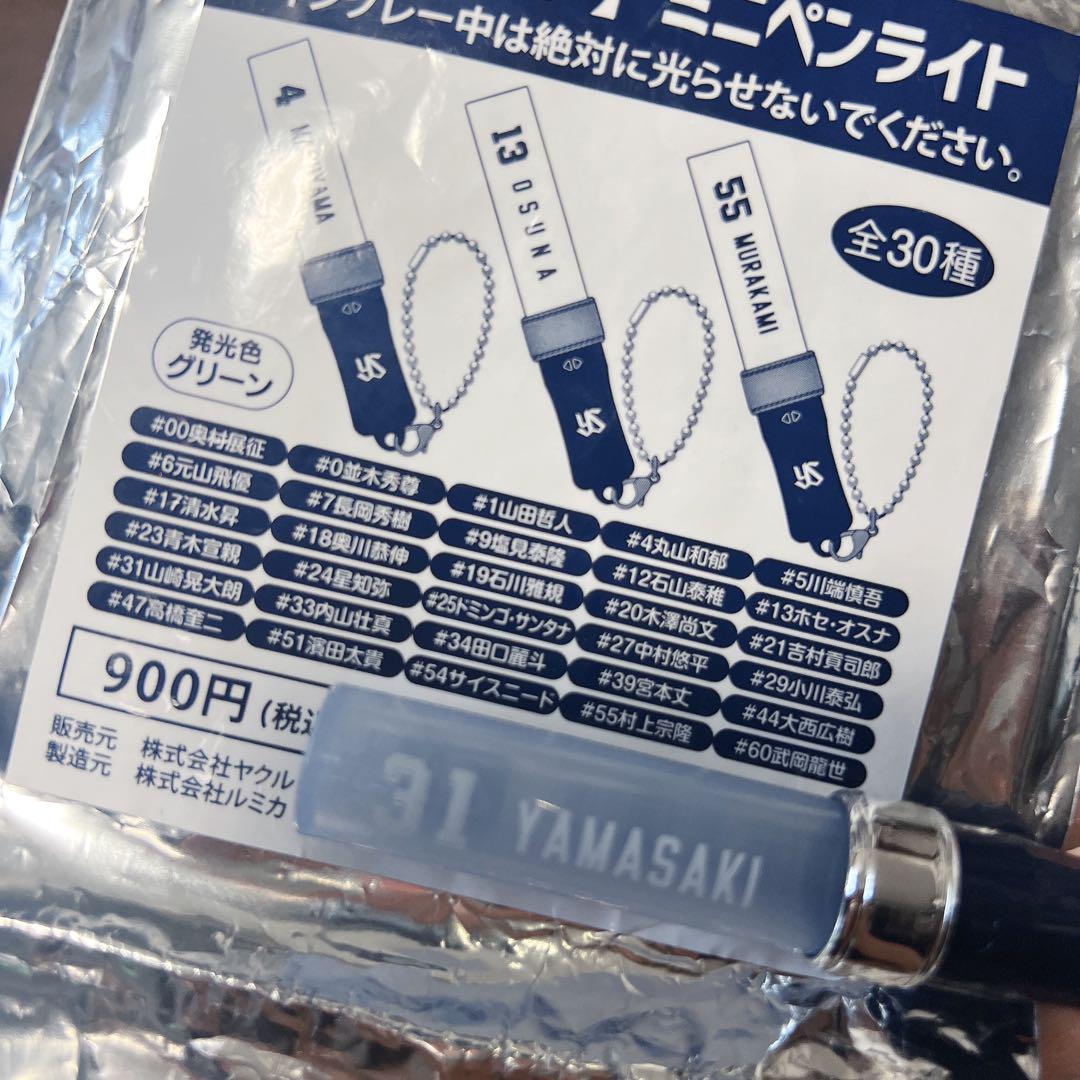 ミニペンライト
インプレー中は絶対に光らせないでください。
4 MARUYAMA
13 OSUNA
55 MURAKAMI
全30種
発光色
グリーン
#00奥村展征
#0並木秀尊
#1山田哲人
#4丸山和郁
#5川端慎吾
#6元山飛優
#7長岡秀樹
#9塩見泰隆
#12石山泰稚
#13ホセ・オスナ
#17清水昇
#18奥川恭伸
#19石川雅規
#20木澤尚文
#21吉村貢司郎
#23青木宣親
#24星知弥
#25ドミンゴ・サンタナ
#27中村悠平
#29小川泰弘
#31山崎晃大朗
#33内山壮真
#34田口麗斗
#39宮本丈
#44大西広樹
#47高橋奎二
#51濱田太貴
#54サイスニード
#55村上宗隆
#60武岡龍世
900円(税込
販売元 株式会社ヤクル
製造元 株式会社ルミカ
31 YAMASAKI